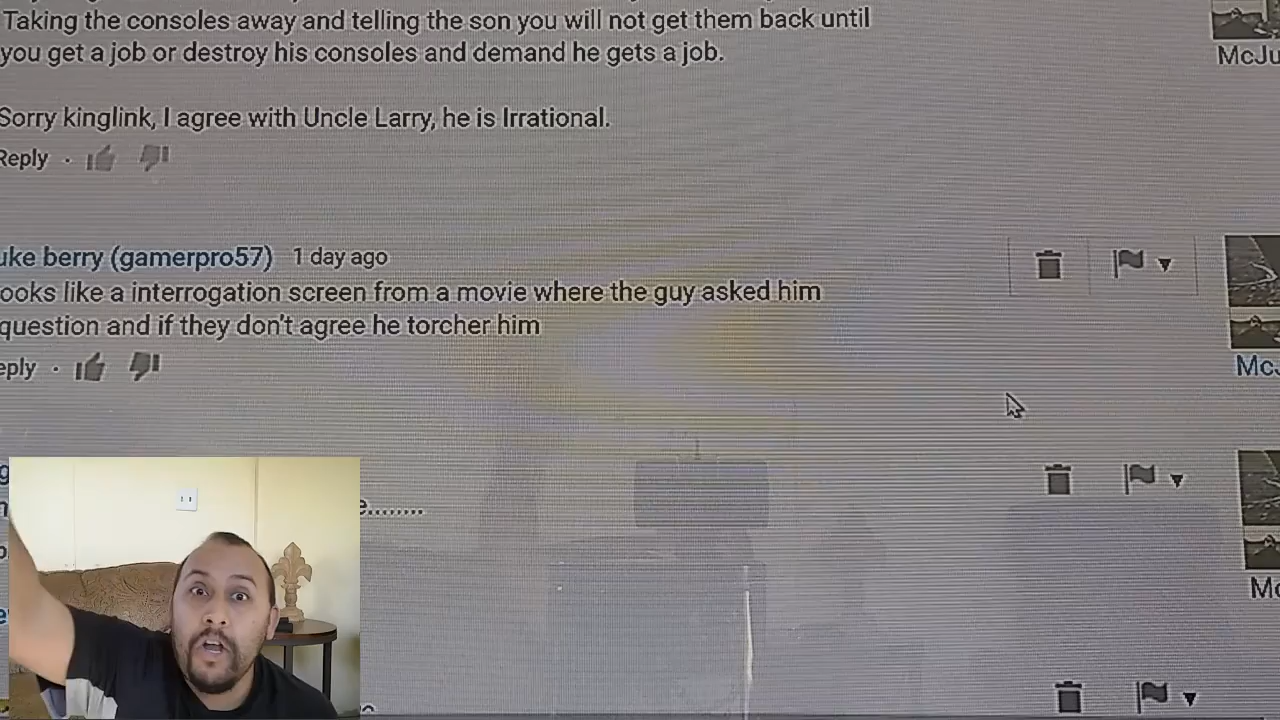 Taking the consoles away and telling the son you will not get them back until
you get a job or destroy his consoles and demand he gets a job.
Sorry kinglink, I agree with Uncle Larry, he is Irrational.
Reply ·
McJu
uke berry (gamerpro57) 1 day ago
ooks like a interrogation screen from a movie where the guy asked him
question and if they don't agree he torcher him
eply ·
McJ
e........
Mc